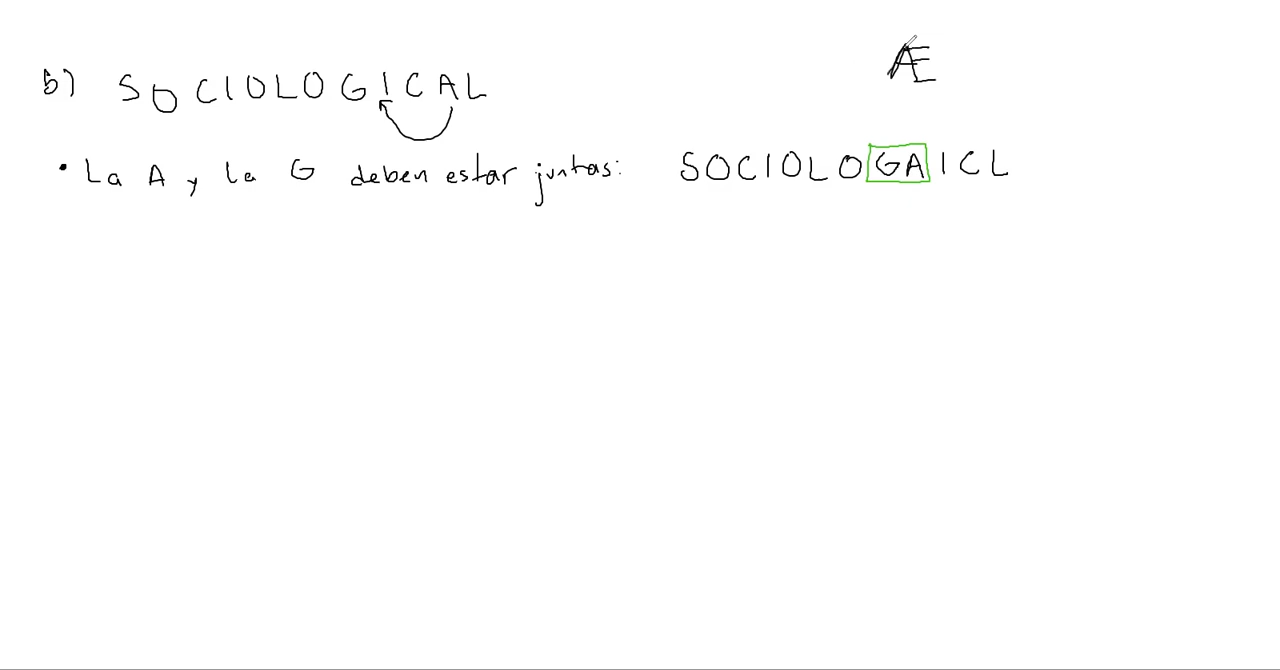 Æ
b) SOCIOLOGICAL
• La A y la G deben estar juntas: SOCIOLOGAICL